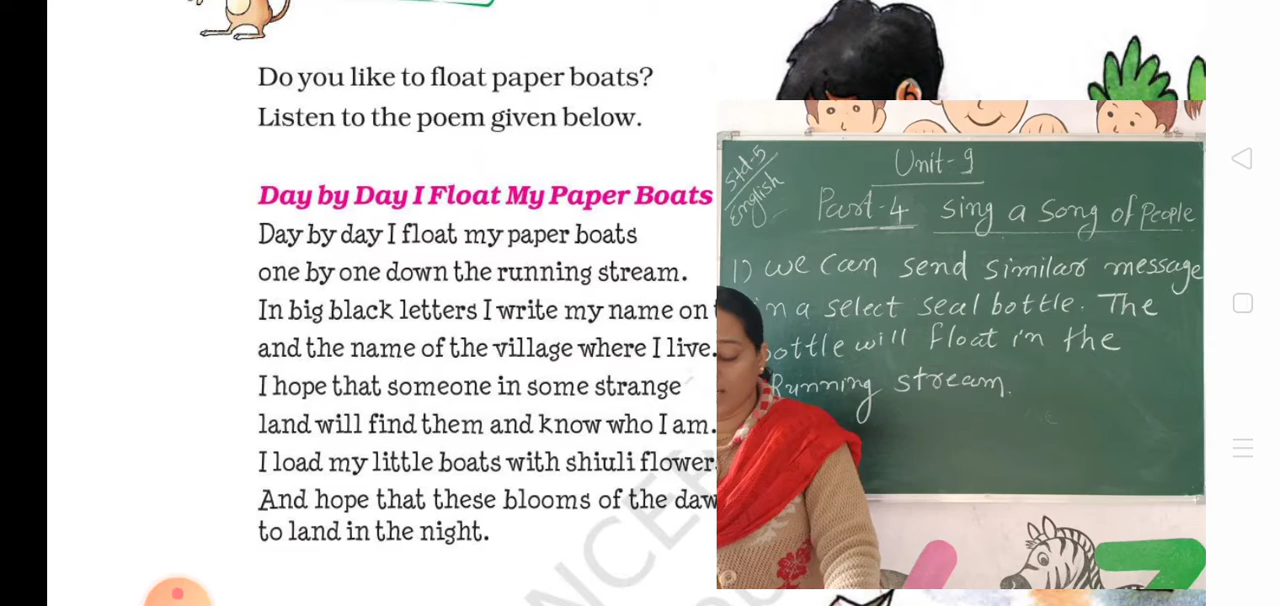 Do you like to float paper boats?
Listen to the poem given below.
Day by Day I Float My Paper Boats
Day by day I float my paper boats
one by one down the running stream.
In big black letters I write my name on
and the name of the village where I live.
I hope that someone in some strange
land will find them and know who I am.
I load my little boats with shiuli flower
And hope that these blooms of the daw
to land in the night.
Std-5
English
Unit-9
Part-4 Sing a Song of People
1) we can send similar message
in a select seal bottle. The
bottle will float in the
Running stream.